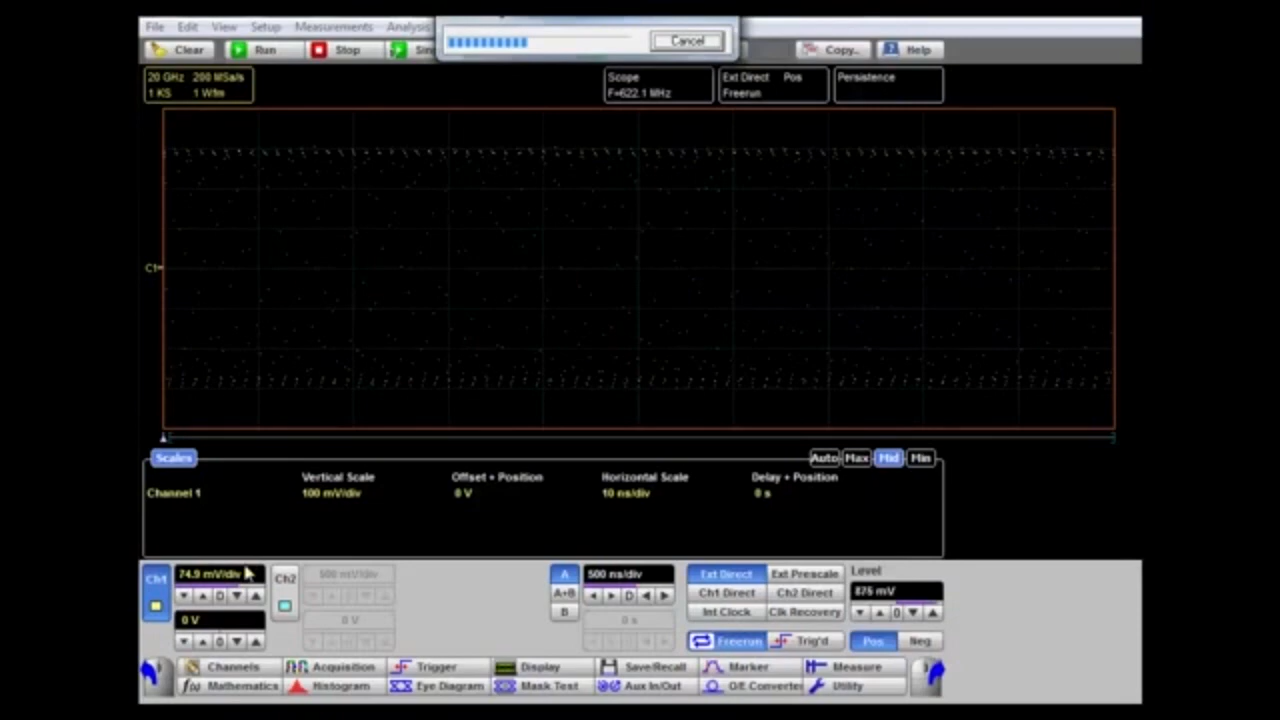 File Edit View Setup Measurements Analysis
Cancel
Clear Run Stop Copy.. Help
20 GHz 200 MSa/s
1 KS 1 Wfm
Scope
F=622.1 MHz
Ext Direct Pos
Freerun
Persistence
C1
Scales
Auto Max Mid Min
Vertical Scale Offset + Position Horizontal Scale Delay + Position
Channel 1 100 mV/div 0 V 10 ns/div 0 s
Ch1 74.9 mV/div Ch2 500 mV/div A 500 ns/div Ext Direct Ext Prescale Level
A+B Ch1 Direct Ch2 Direct 875 mV
B Int Clock Clk Recovery
0 V 0 V 0 s
Freerun Trig'd Pos Neg
Channels Acquisition Trigger Display Save/Recall Marker Measure
f(x) Mathematics Histogram Eye Diagram Mask Test Aux In/Out O/E Converter Utility